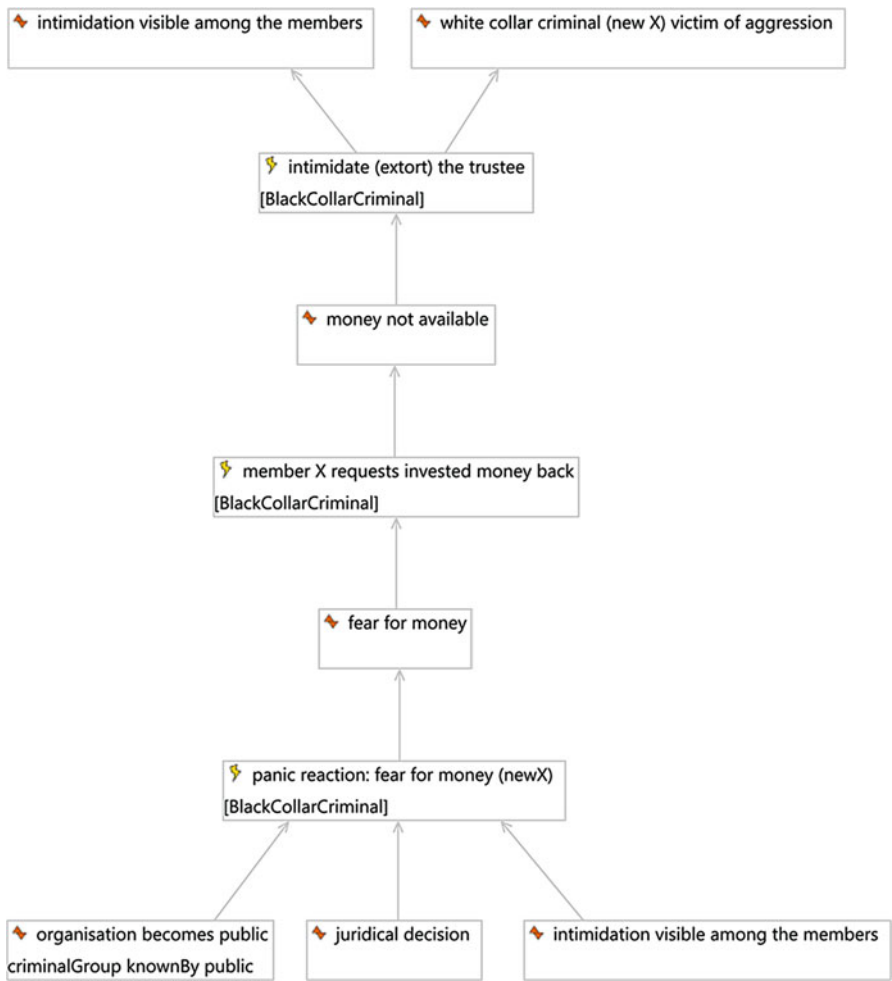 intimidation visible among the members
white collar criminal (new X) victim of aggression
intimidate (extort) the trustee
[BlackCollarCriminal]
money not available
member X requests invested money back
[BlackCollarCriminal]
fear for money
panic reaction: fear for money (newX)
[BlackCollarCriminal]
organisation becomes public
criminalGroup knownBy public
juridical decision
intimidation visible among the members